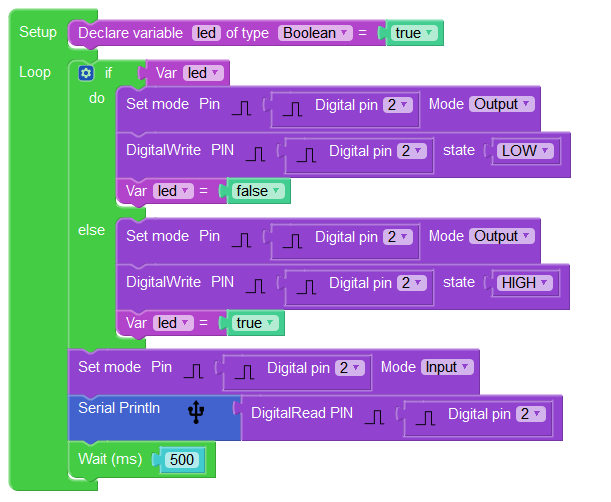 Setup Declare variable led of type Boolean = true
Loop if Var led
do Set mode Pin Digital pin 2 Mode Output
DigitalWrite PIN Digital pin 2 state LOW
Var led = false
else Set mode Pin Digital pin 2 Mode Output
DigitalWrite PIN Digital pin 2 state HIGH
Var led = true
Set mode Pin Digital pin 2 Mode Input
Serial Println DigitalRead PIN Digital pin 2
Wait (ms) 500